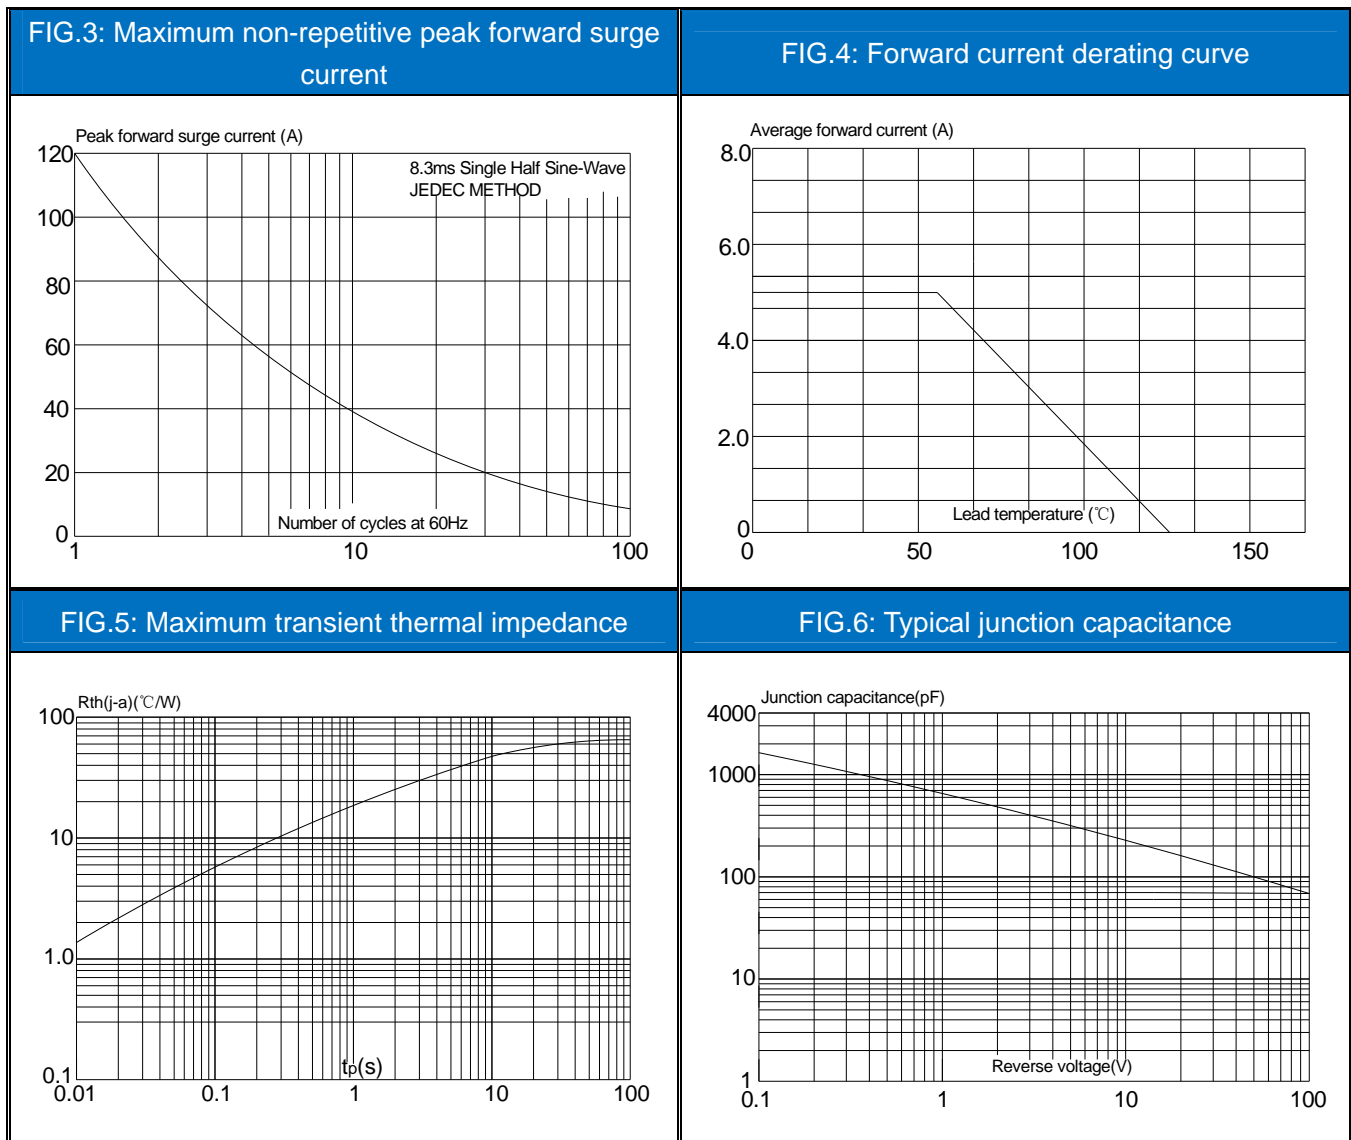 FIG.3: Maximum non-repetitive peak forward surge
current
FIG.4: Forward current derating curve
Peak forward surge current (A)
120
100
80
60
40
20
0
8.3ms Single Half Sine-Wave
JEDEC METHOD
Number of cycles at 60Hz
1
10
100
Average forward current (A)
8.0
6.0
4.0
2.0
0
Lead temperature (℃)
0
50
100
150
FIG.5: Maximum transient thermal impedance
FIG.6: Typical junction capacitance
Rth(j-a)(℃/W)
100
10
1.0
0.1
tp(s)
0.01
0.1
1
10
100
Junction capacitance(pF)
4000
1000
100
10
1
Reverse voltage(V)
0.1
1
10
100